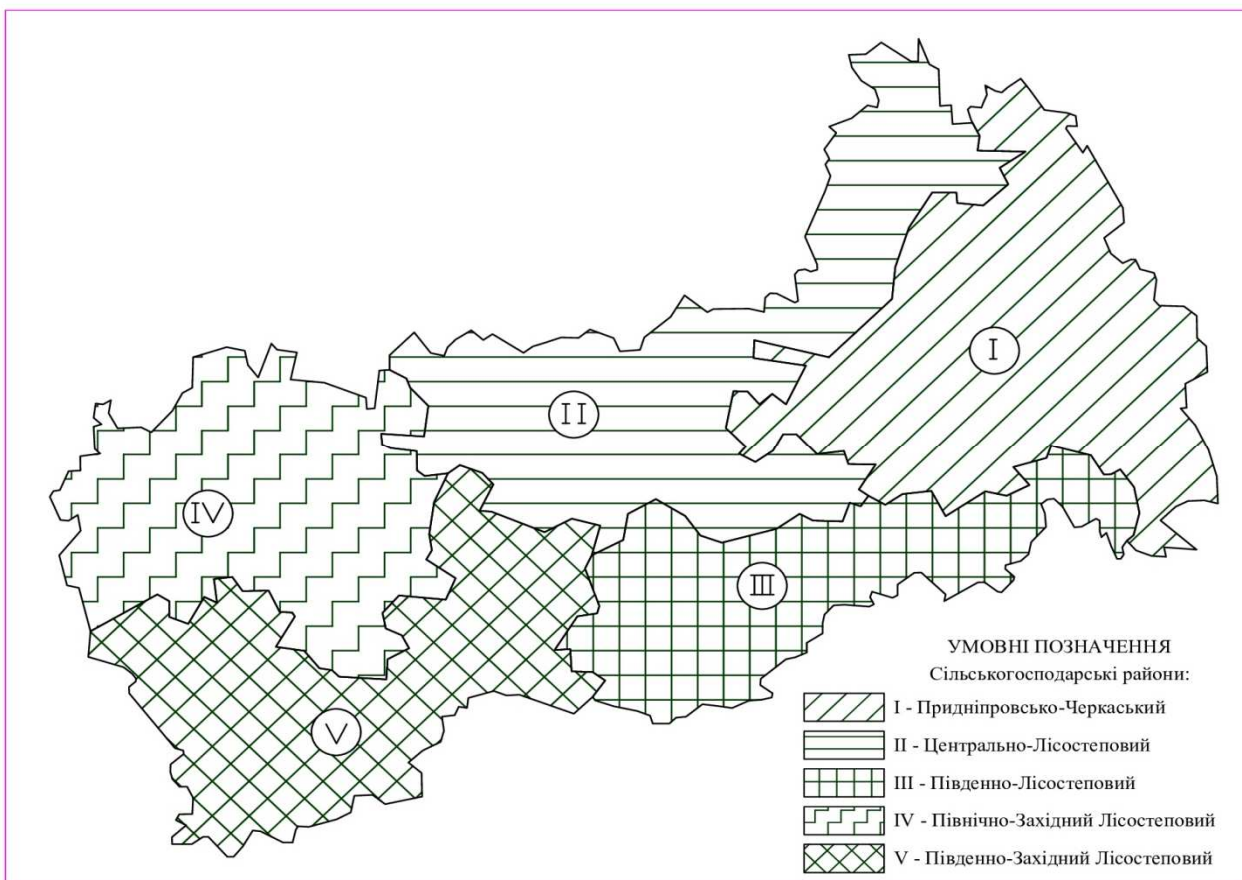 I
II
IV
III
V
УМОВНІ ПОЗНАЧЕННЯ
Сільськогосподарські райони:
I - Придніпровсько-Черкаський
II - Центрально-Лісостеповий
III - Південно-Лісостеповий
IV - Північно-Західний Лісостеповий
V - Південно-Західний Лісостеповий